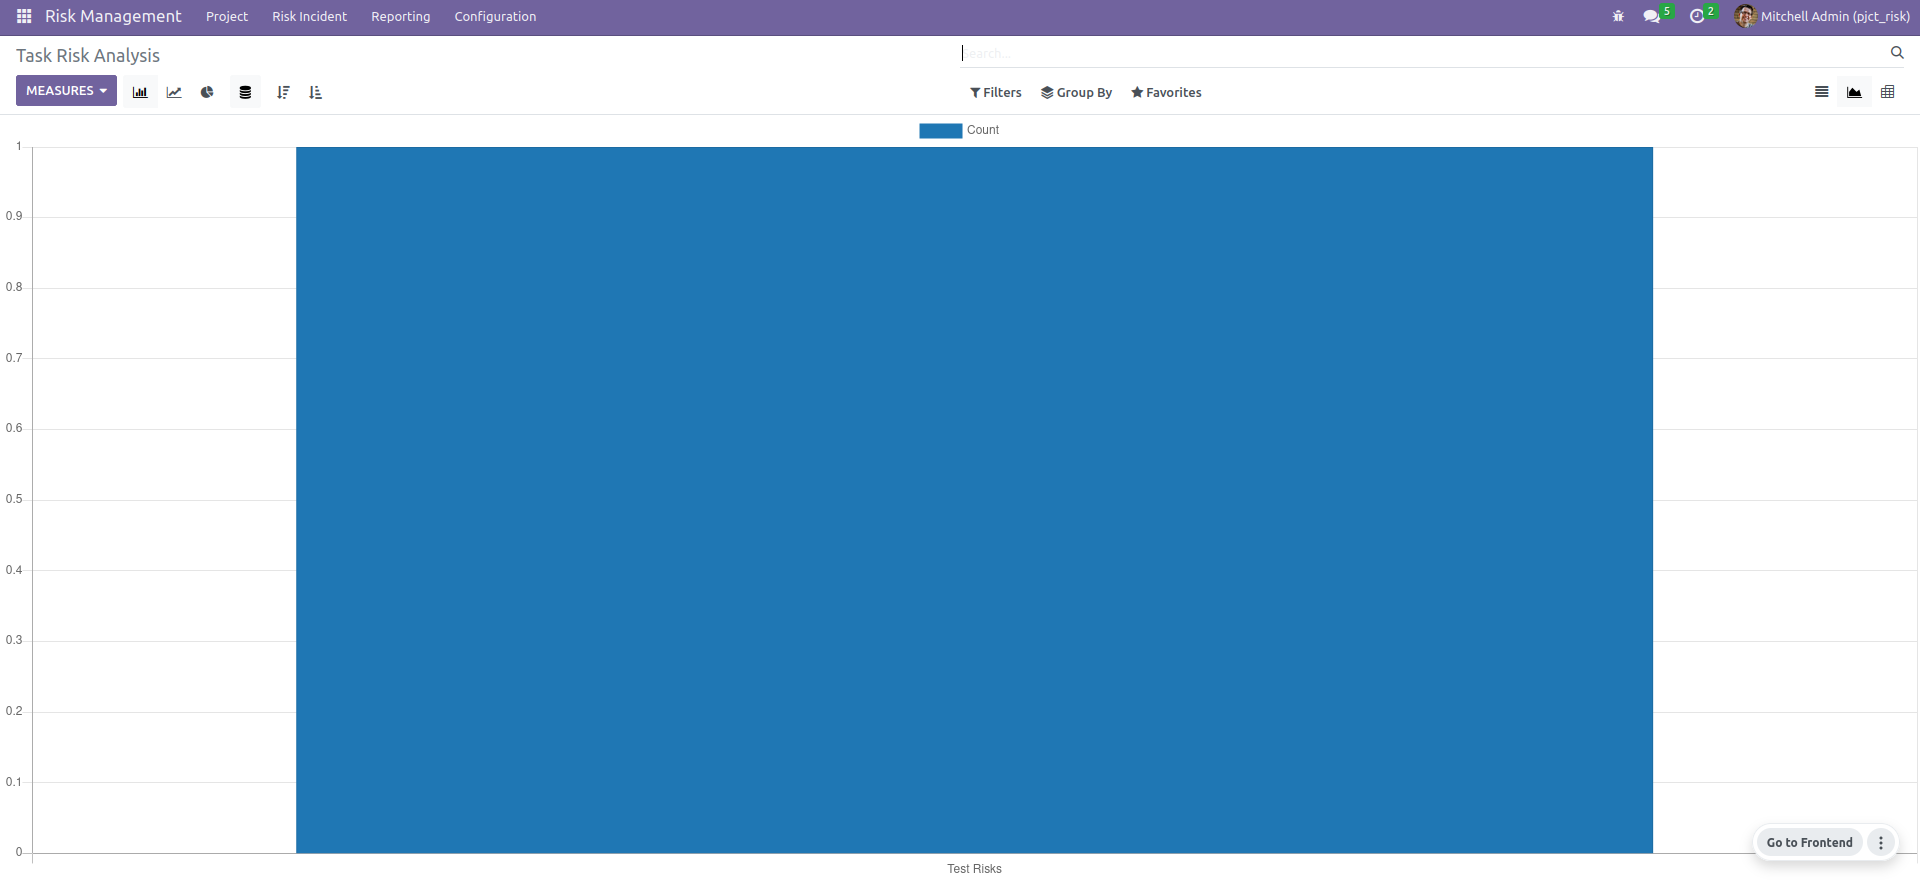 Risk Management Project Risk Incident Reporting Configuration 5 2 Mitchell Admin (pjct_risk)
Task Risk Analysis
Search...
MEASURES Filters Group By Favorites
Count
1
0.9
0.8
0.7
0.6
0.5
0.4
0.3
0.2
0.1
0
Go to Frontend
Test Risks